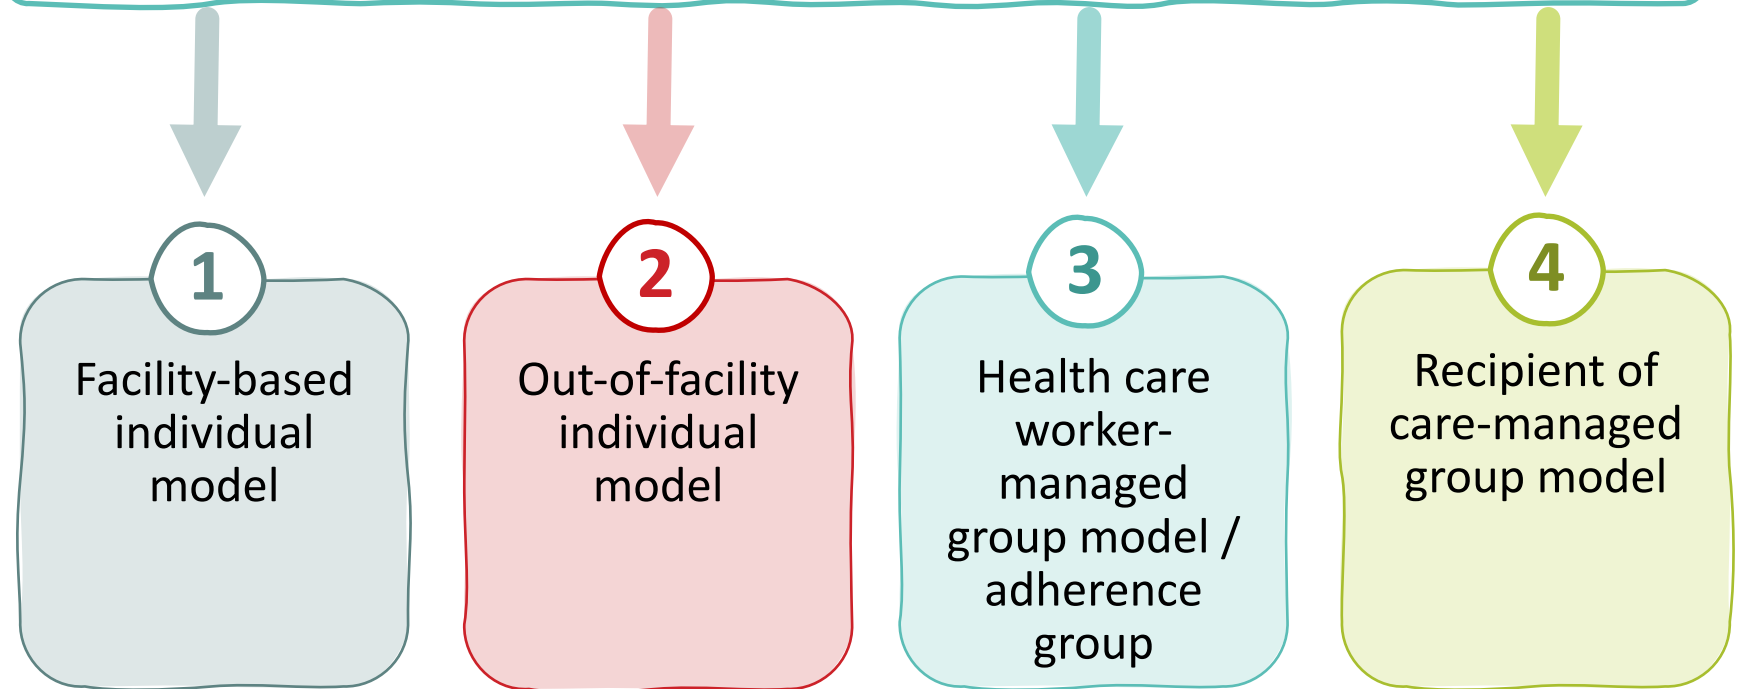 1
Facility-based
individual
model
2
Out-of-facility
individual
model
3
Health care
worker-
managed
group model /
adherence
group
4
Recipient of
care-managed
group model